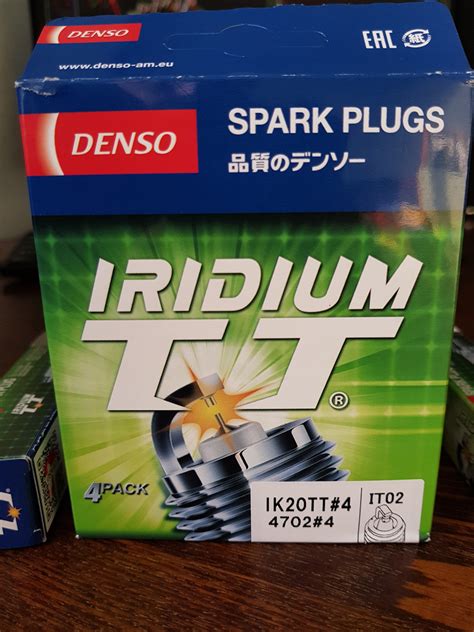 DENSO
www.denso-am.eu
EAC
紙
DENSO
SPARK PLUGS
品質のデンソー
IRIDIUM
TT®
4PACK
IK20TT#4
4702#4
IT02